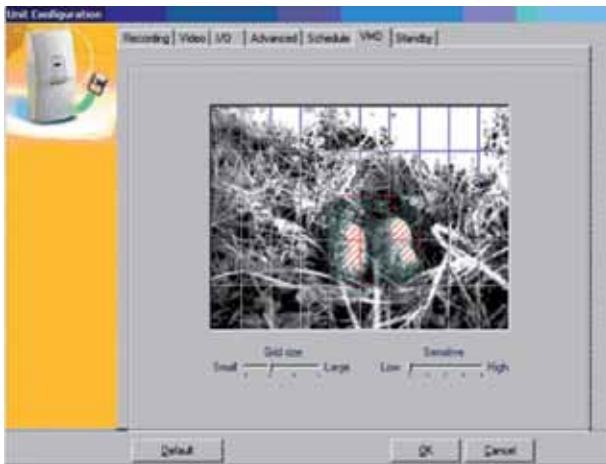 Unit Configuration
Recording Video I/O Advanced Schedule VMD Standby
Grid size Sensitive
Small Large Low High
Default OK Cancel